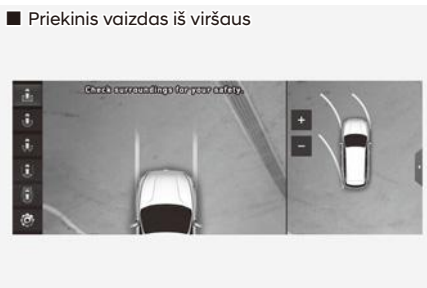 ■ Priekinis vaizdas iš viršaus
Check surroundings for your safety.
+
−